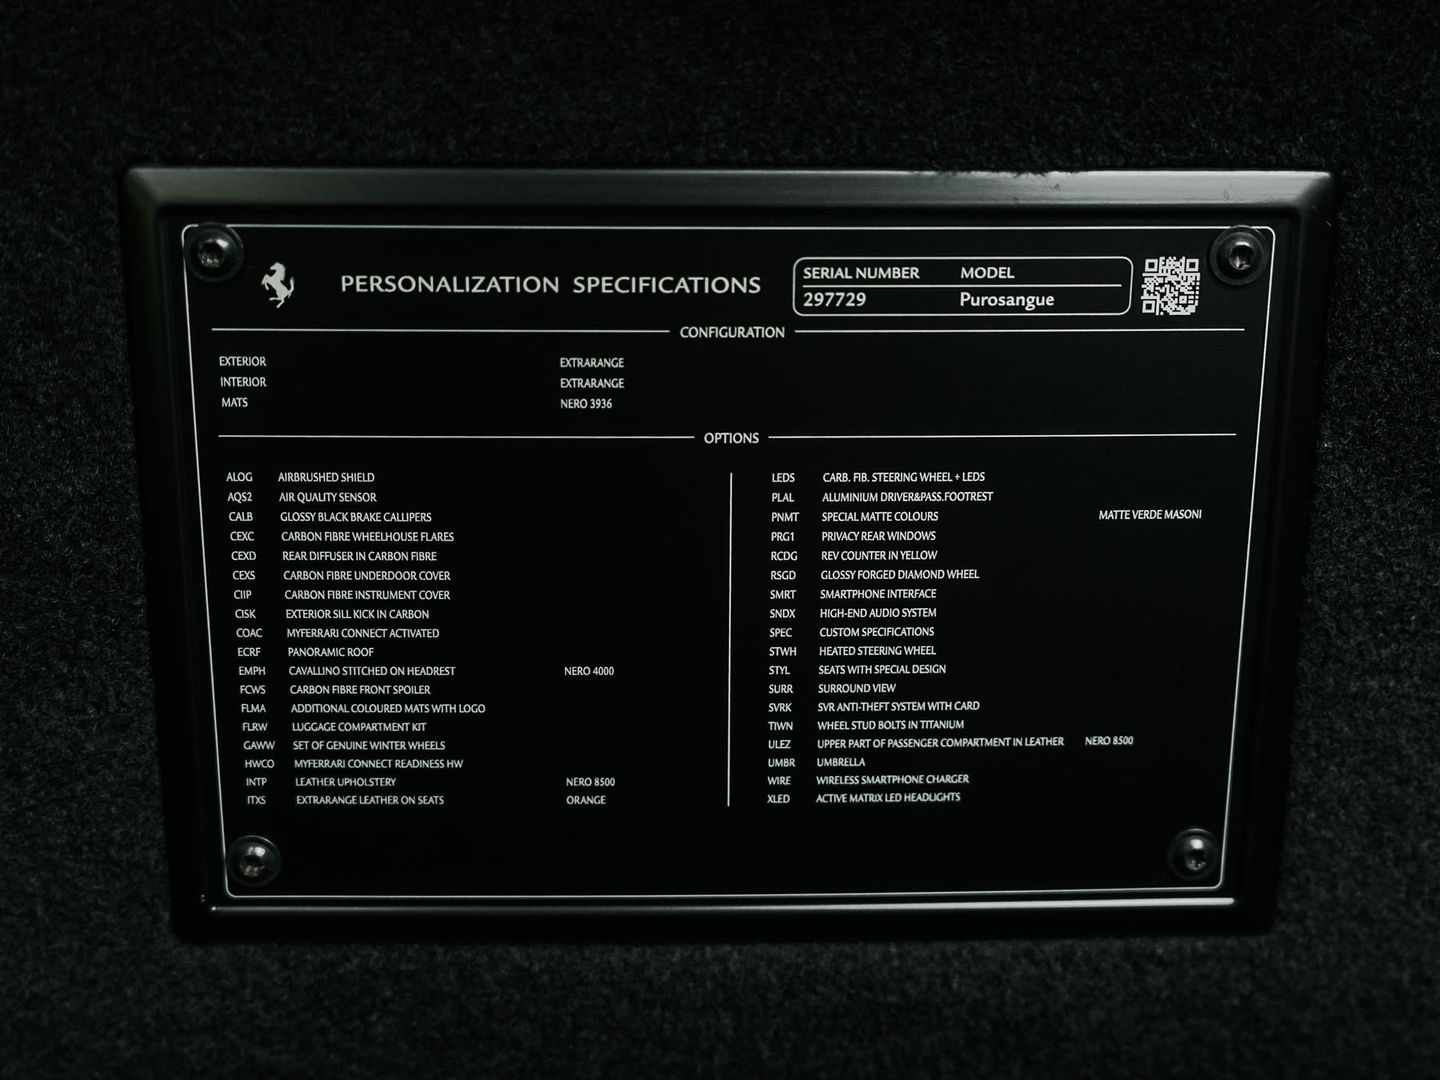 PERSONALIZATION SPECIFICATIONS
SERIAL NUMBER MODEL
297729 Purosangue
CONFIGURATION
EXTERIOR EXTRARANGE
INTERIOR EXTRARANGE
MATS NERO 3936
OPTIONS
ALOG AIRBRUSHED SHIELD
AQS2 AIR QUALITY SENSOR
CALB GLOSSY BLACK BRAKE CALLIPERS
CEXC CARBON FIBRE WHEELHOUSE FLARES
CEXD REAR DIFFUSER IN CARBON FIBRE
CEXS CARBON FIBRE UNDERDOOR COVER
CIIP CARBON FIBRE INSTRUMENT COVER
CISK EXTERIOR SILL KICK IN CARBON
COAC MYFERRARI CONNECT ACTIVATED
ECRF PANORAMIC ROOF
EMPH CAVALLINO STITCHED ON HEADREST NERO 4000
FCWS CARBON FIBRE FRONT SPOILER
FLMA ADDITIONAL COLOURED MATS WITH LOGO
FLRW LUGGAGE COMPARTMENT KIT
GAWW SET OF GENUINE WINTER WHEELS
HWCO MYFERRARI CONNECT READINESS HW
INTP LEATHER UPHOLSTERY NERO 8500
ITXS EXTRARANGE LEATHER ON SEATS ORANGE
LEDS CARB. FIB. STEERING WHEEL + LEDS
PLAL ALUMINIUM DRIVER&PASS.FOOTREST
PNMT SPECIAL MATTE COLOURS MATTE VERDE MASONI
PRG1 PRIVACY REAR WINDOWS
RCDG REV COUNTER IN YELLOW
RSGD GLOSSY FORGED DIAMOND WHEEL
SMRT SMARTPHONE INTERFACE
SNDX HIGH-END AUDIO SYSTEM
SPEC CUSTOM SPECIFICATIONS
STWH HEATED STEERING WHEEL
STYL SEATS WITH SPECIAL DESIGN
SURR SURROUND VIEW
SVRK SVR ANTI-THEFT SYSTEM WITH CARD
TIWN WHEEL STUD BOLTS IN TITANIUM
ULEZ UPPER PART OF PASSENGER COMPARTMENT IN LEATHER NERO 8500
UMBR UMBRELLA
WIRE WIRELESS SMARTPHONE CHARGER
XLED ACTIVE MATRIX LED HEADLIGHTS